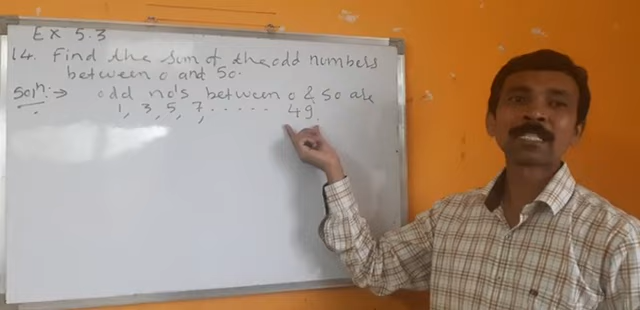 Ex 5.3
14. Find the sum of the odd numbers
between 0 and 50.
Soln:→ odd no's between 0 & 50 are
1, 3, 5, 7, ...... 49.